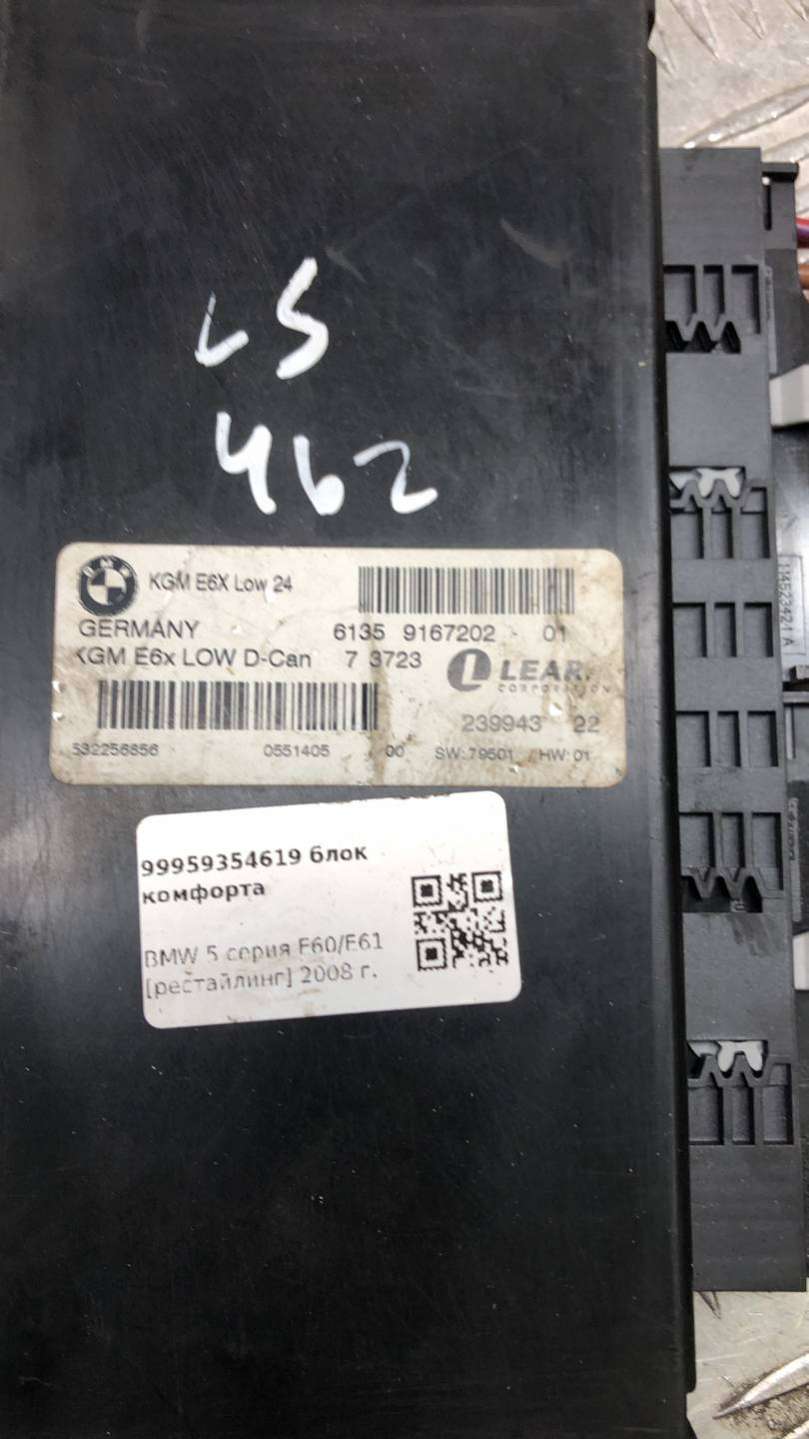 LS
462
BMW
KGM E6X Low 24
GERMANY 6135 9167202 01
KGM E6x LOW D-Can 7 3723 LEAR.
CORPORATION
239943 22
532256856 0551405 00 SW:79501 /HW:01
99959354619 блок
комфорта
BMW 5 серия E60/E61
[рестайлинг] 2008 г.